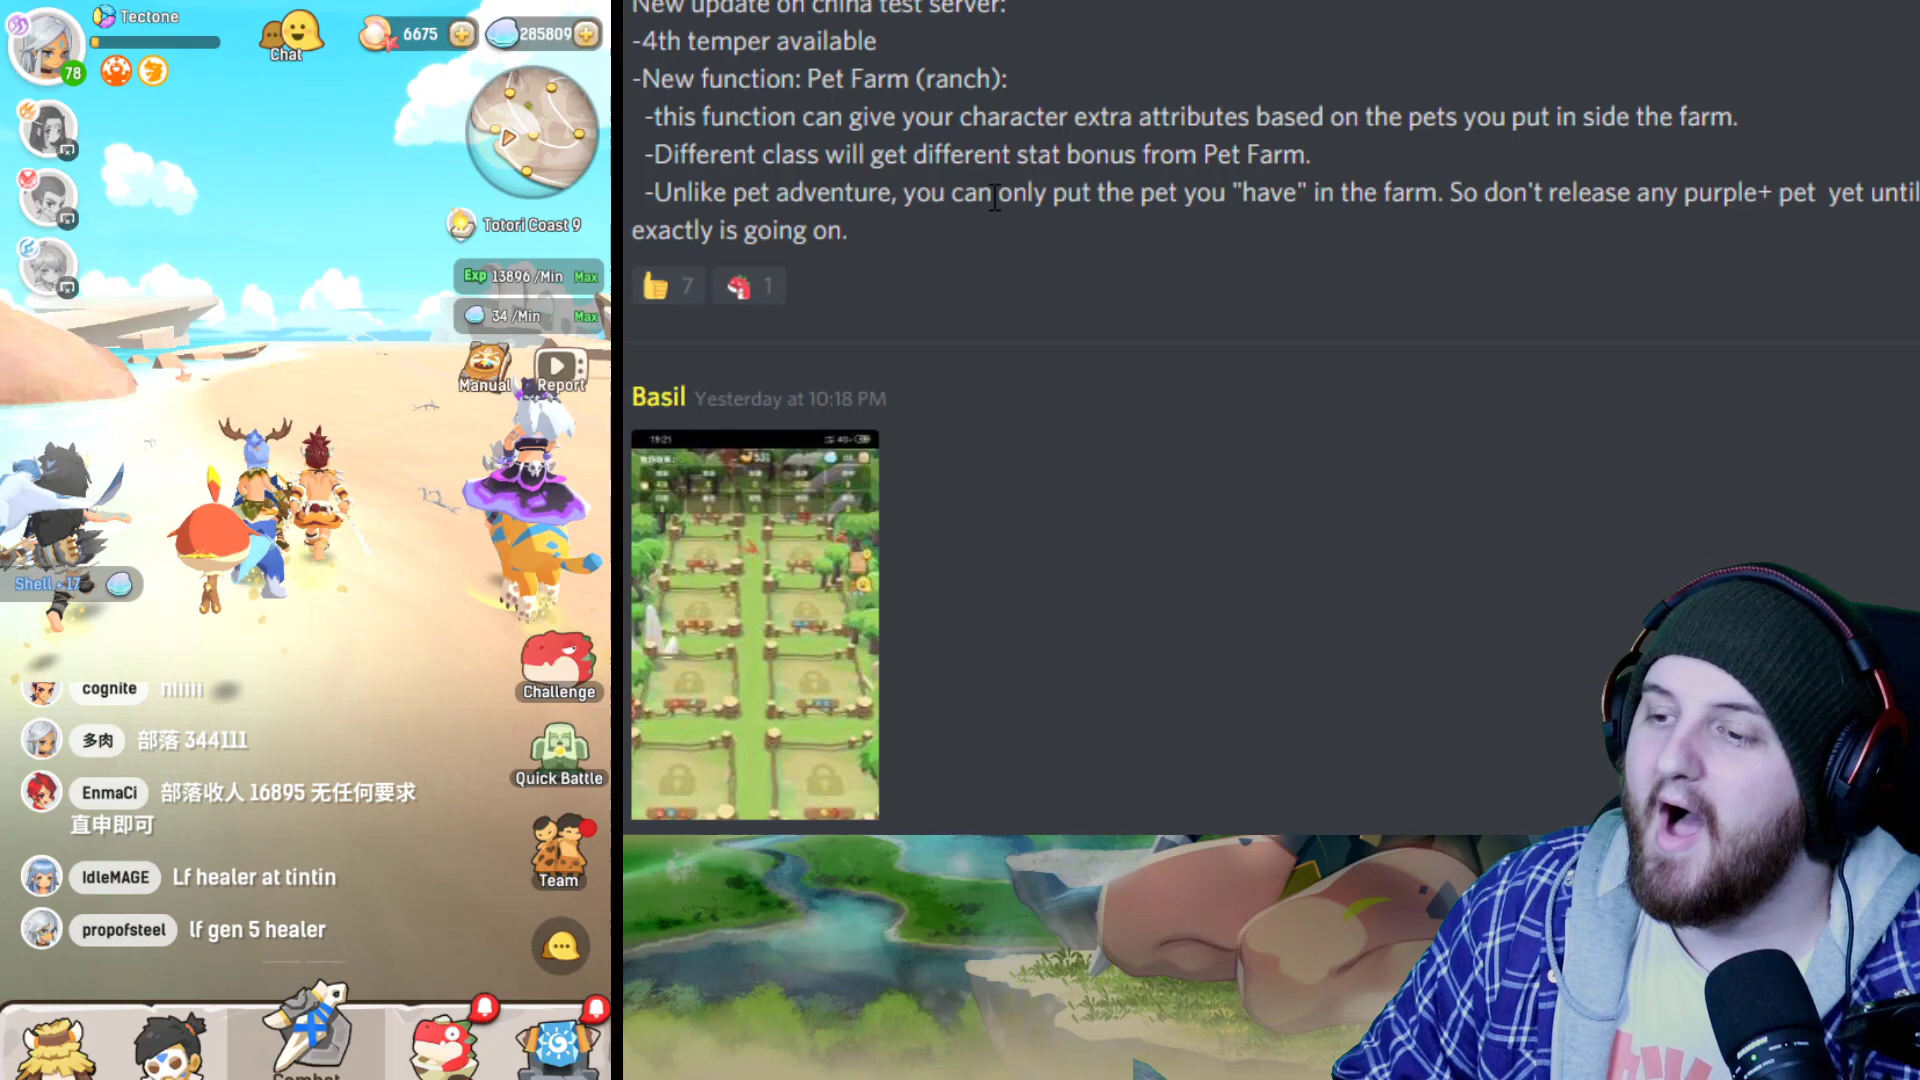 Tectone
78
Chat
6675
285809
Totori Coast 9
Exp 13896 /Min Max
34 /Min Max
Manual
Report
Shell +17
Challenge
Quick Battle
Team
cognite
多肉 部落 344111
EnmaCi 部落收人 16895 无任何要求
直申即可
IdleMAGE Lf healer at tintin
propofsteel lf gen 5 healer
Combat
New update on china test server:
-4th temper available
-New function: Pet Farm (ranch):
-this function can give your character extra attributes based on the pets you put in side the farm.
-Different class will get different stat bonus from Pet Farm.
-Unlike pet adventure, you can only put the pet you "have" in the farm. So don't release any purple+ pet yet until
exactly is going on.
7
1
Basil Yesterday at 10:18 PM